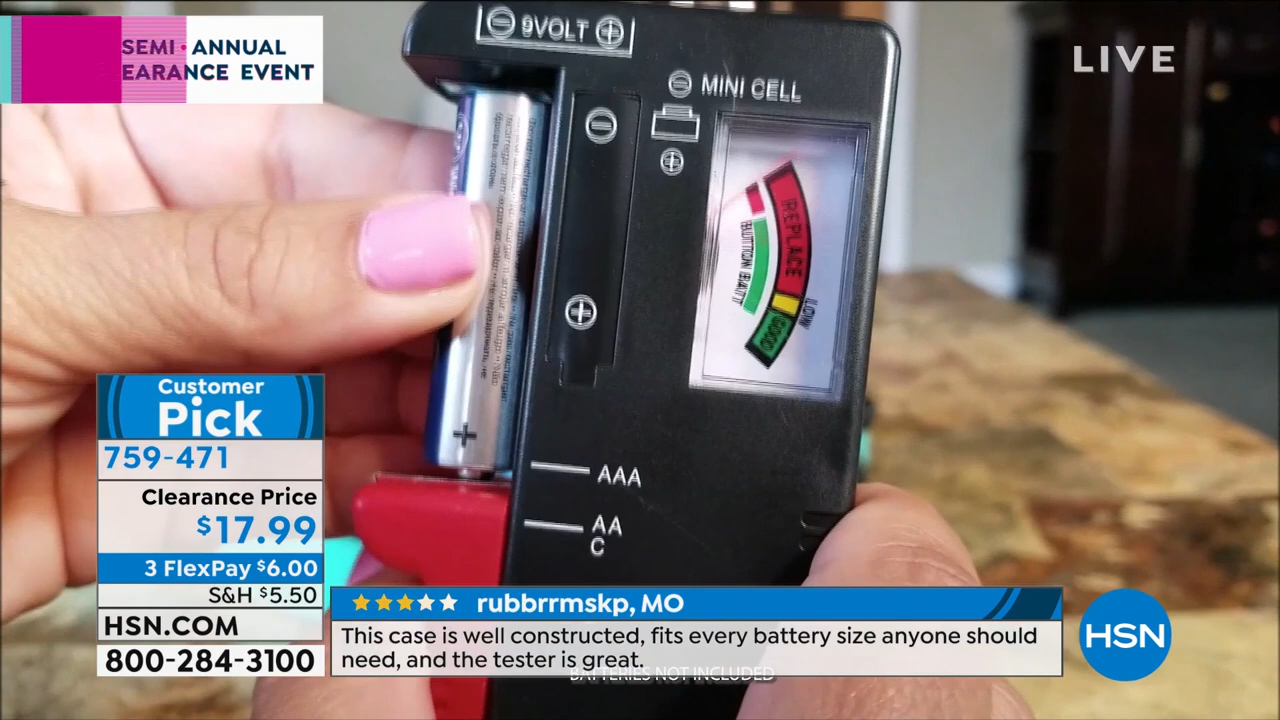 SEMI·ANNUAL
EARANCE EVENT
LIVE
9VOLT
MINI CELL
REPLACE
LOW
GOOD
BUTTON BATT
AAA
AA
C
Customer
Pick
759-471
Clearance Price
$17.99
3 FlexPay $6.00
S&H $5.50
HSN.COM
800-284-3100
rubbrrmskp, MO
This case is well constructed, fits every battery size anyone should
need, and the tester is great.
BATTERIES NOT INCLUDED
HSN